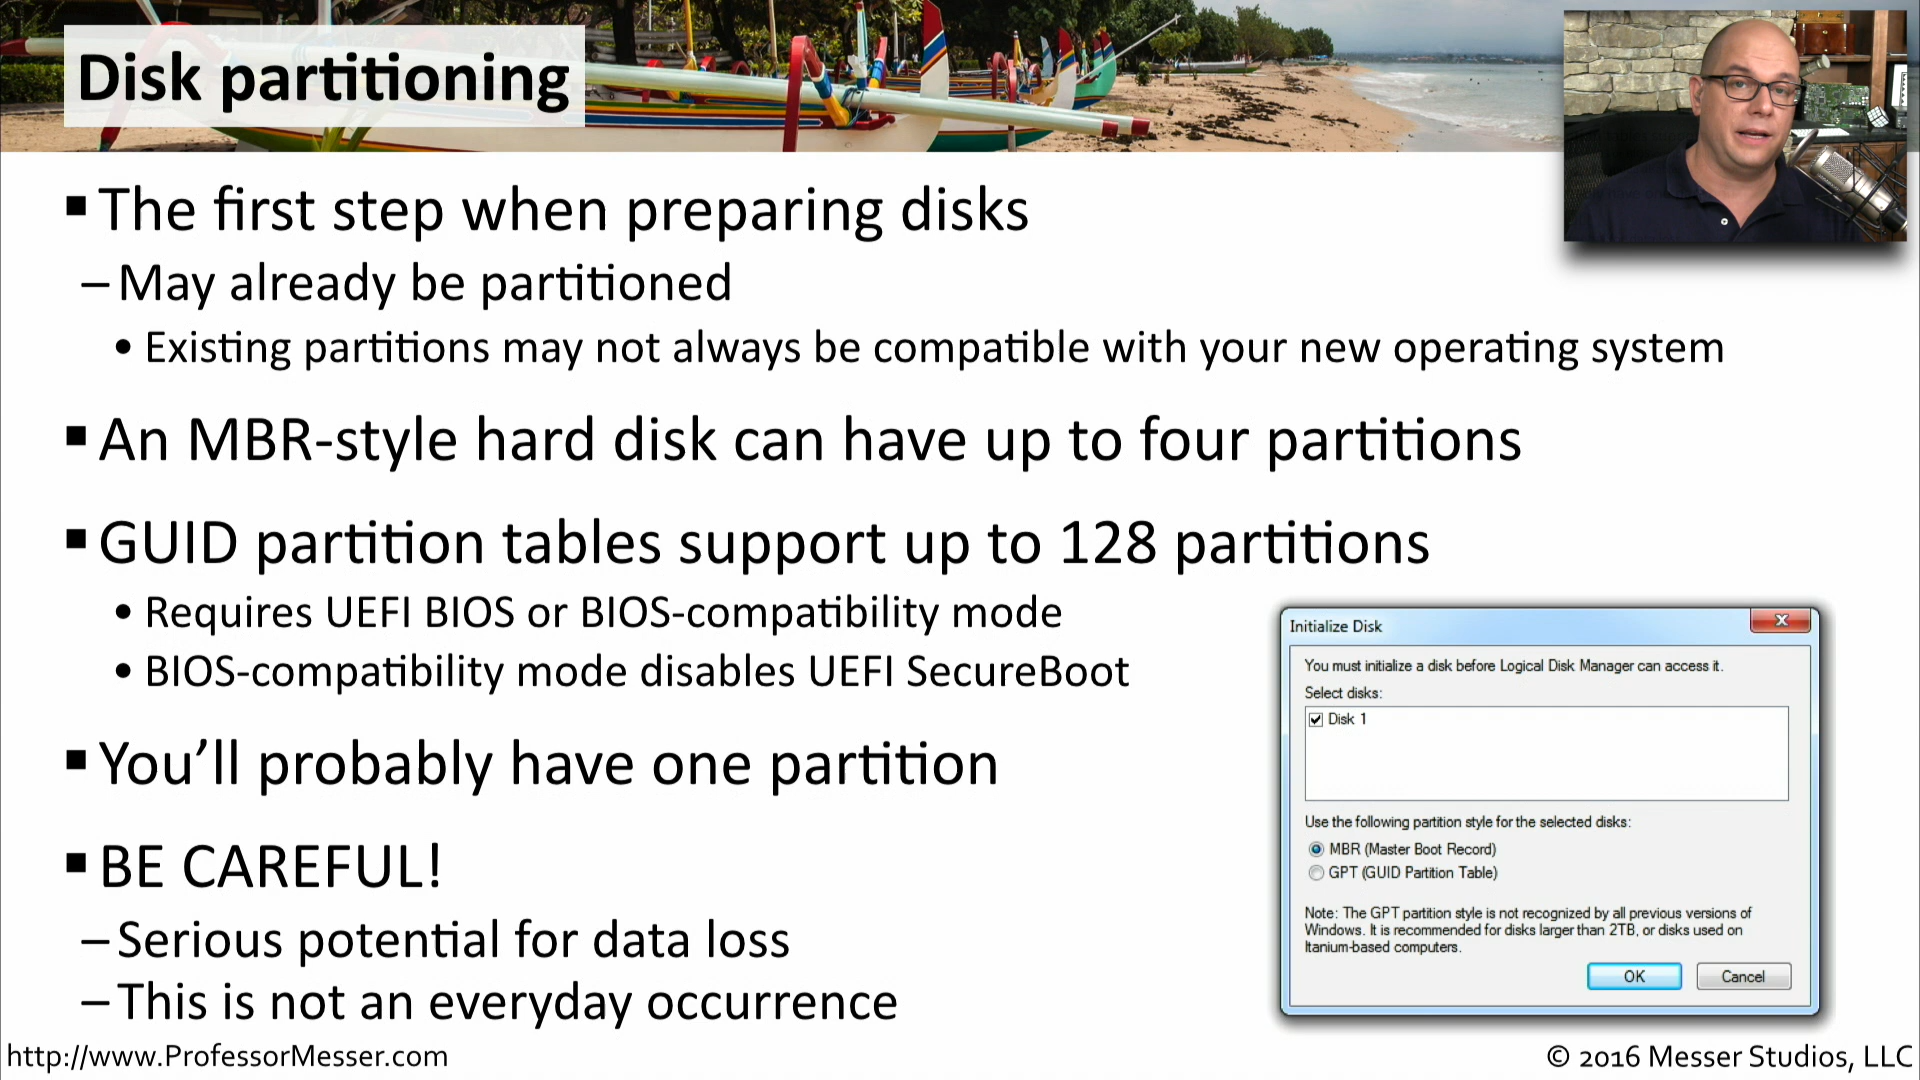 Disk partitioning
▪ The first step when preparing disks
– May already be partitioned
• Existing partitions may not always be compatible with your new operating system
▪ An MBR-style hard disk can have up to four partitions
▪ GUID partition tables support up to 128 partitions
• Requires UEFI BIOS or BIOS-compatibility mode
• BIOS-compatibility mode disables UEFI SecureBoot
▪ You’ll probably have one partition
▪ BE CAREFUL!
– Serious potential for data loss
– This is not an everyday occurrence
Initialize Disk
You must initialize a disk before Logical Disk Manager can access it.
Select disks:
Disk 1
Use the following partition style for the selected disks:
MBR (Master Boot Record)
GPT (GUID Partition Table)
Note: The GPT partition style is not recognized by all previous versions of
Windows. It is recommended for disks larger than 2TB, or disks used on
Itanium-based computers.
OK Cancel
http://www.ProfessorMesser.com
© 2016 Messer Studios, LLC